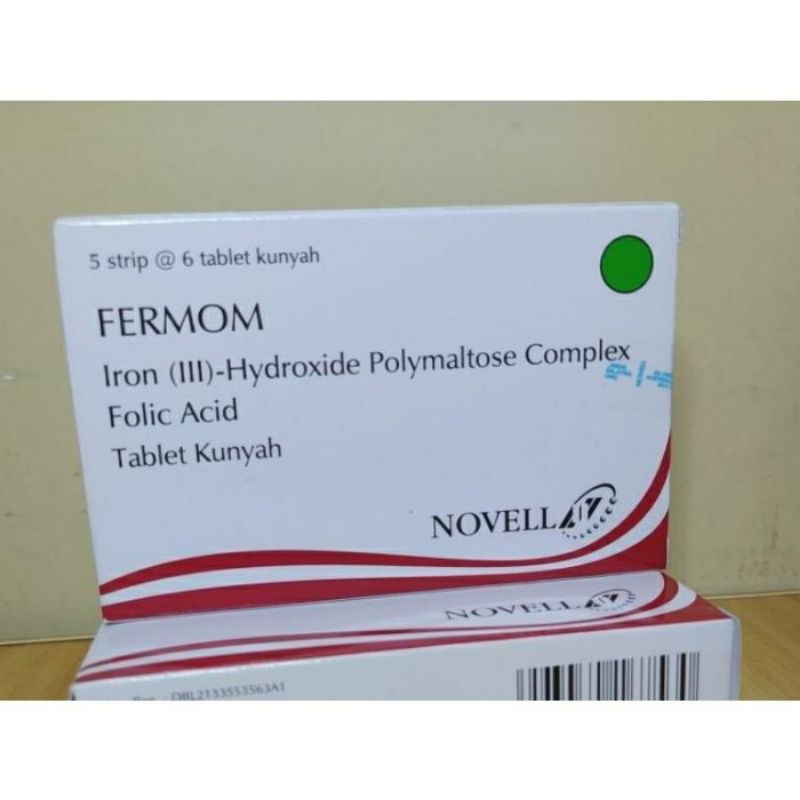 5 strip @ 6 tablet kunyah
FERMOM
Iron (III)-Hydroxide Polymaltose Complex
Folic Acid
Tablet Kunyah
NOVELL
NOVELL
DBL2133553563A1